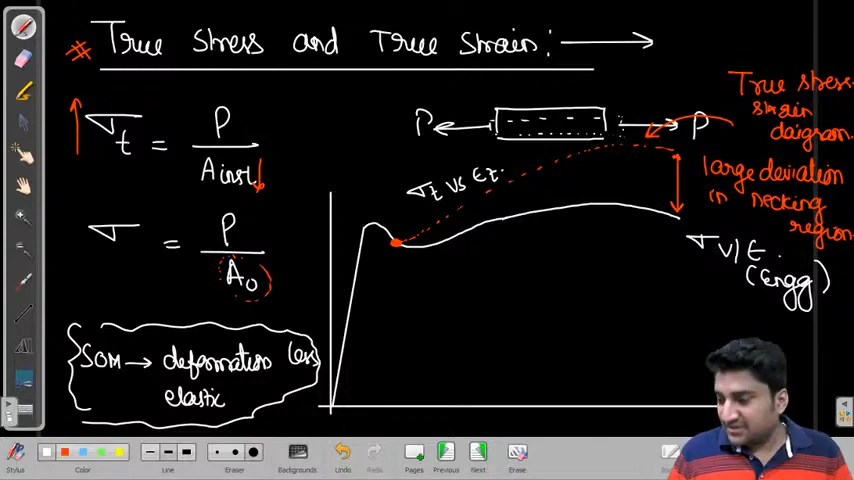 * True Stress and True Strain: →
σt = P / Ainst. ↓
σ = P / A0
SOM → deformation less
elastic
P
P
True stress
strain
daigram.
large deviation
in necking
region.
σt vs εt.
σ v/s ε.
(Engg)
Stylus
Color
Line
Eraser
Backgrounds
Undo
Redo
Pages
Previous
Next
Erase